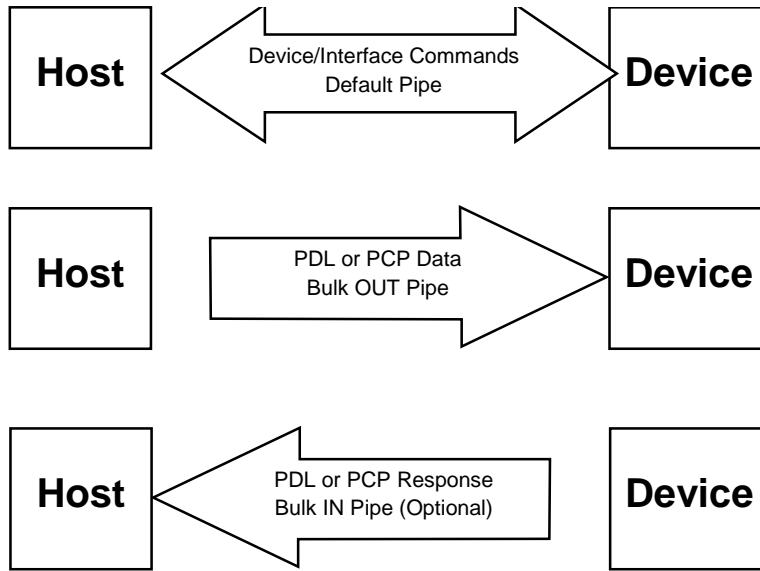 Host
Device/Interface Commands
Default Pipe
Device
Host
PDL or PCP Data
Bulk OUT Pipe
Device
Host
PDL or PCP Response
Bulk IN Pipe (Optional)
Device